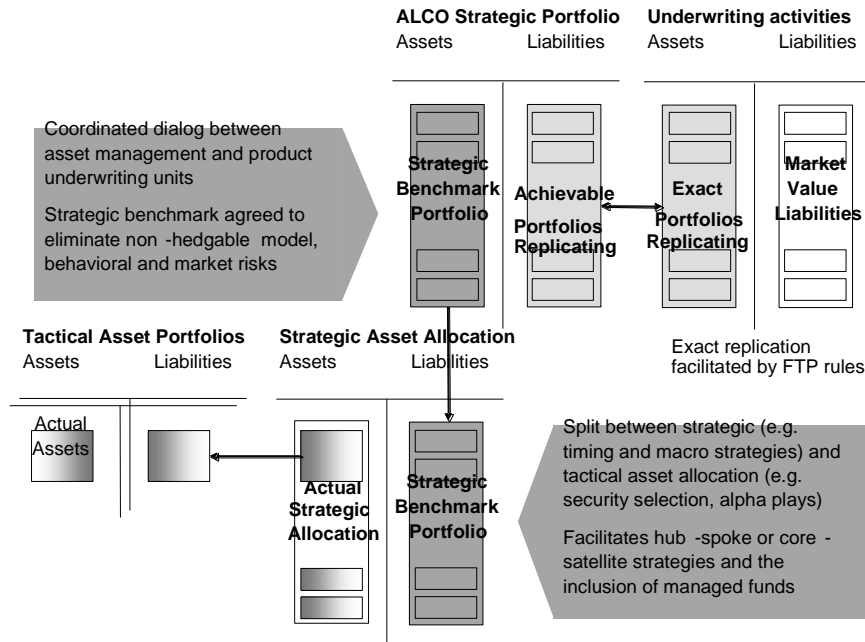 ALCO Strategic Portfolio
Assets
Liabilities
Underwriting activities
Assets
Liabilities
Coordinated dialog between
asset management and product
underwriting units
Strategic benchmark agreed to
eliminate non -hedgable model,
behavioral and market risks
Strategic
Benchmark
Portfolio
Achievable
Portfolios
Replicating
Exact
Portfolios
Replicating
Market
Value
Liabilities
Tactical Asset Portfolios
Assets
Liabilities
Strategic Asset Allocation
Assets
Liabilities
Exact replication
facilitated by FTP rules
Actual
Assets
Actual
Strategic
Allocation
Strategic
Benchmark
Portfolio
Split between strategic (e.g.
timing and macro strategies) and
tactical asset allocation (e.g.
security selection, alpha plays)
Facilitates hub -spoke or core -
satellite strategies and the
inclusion of managed funds